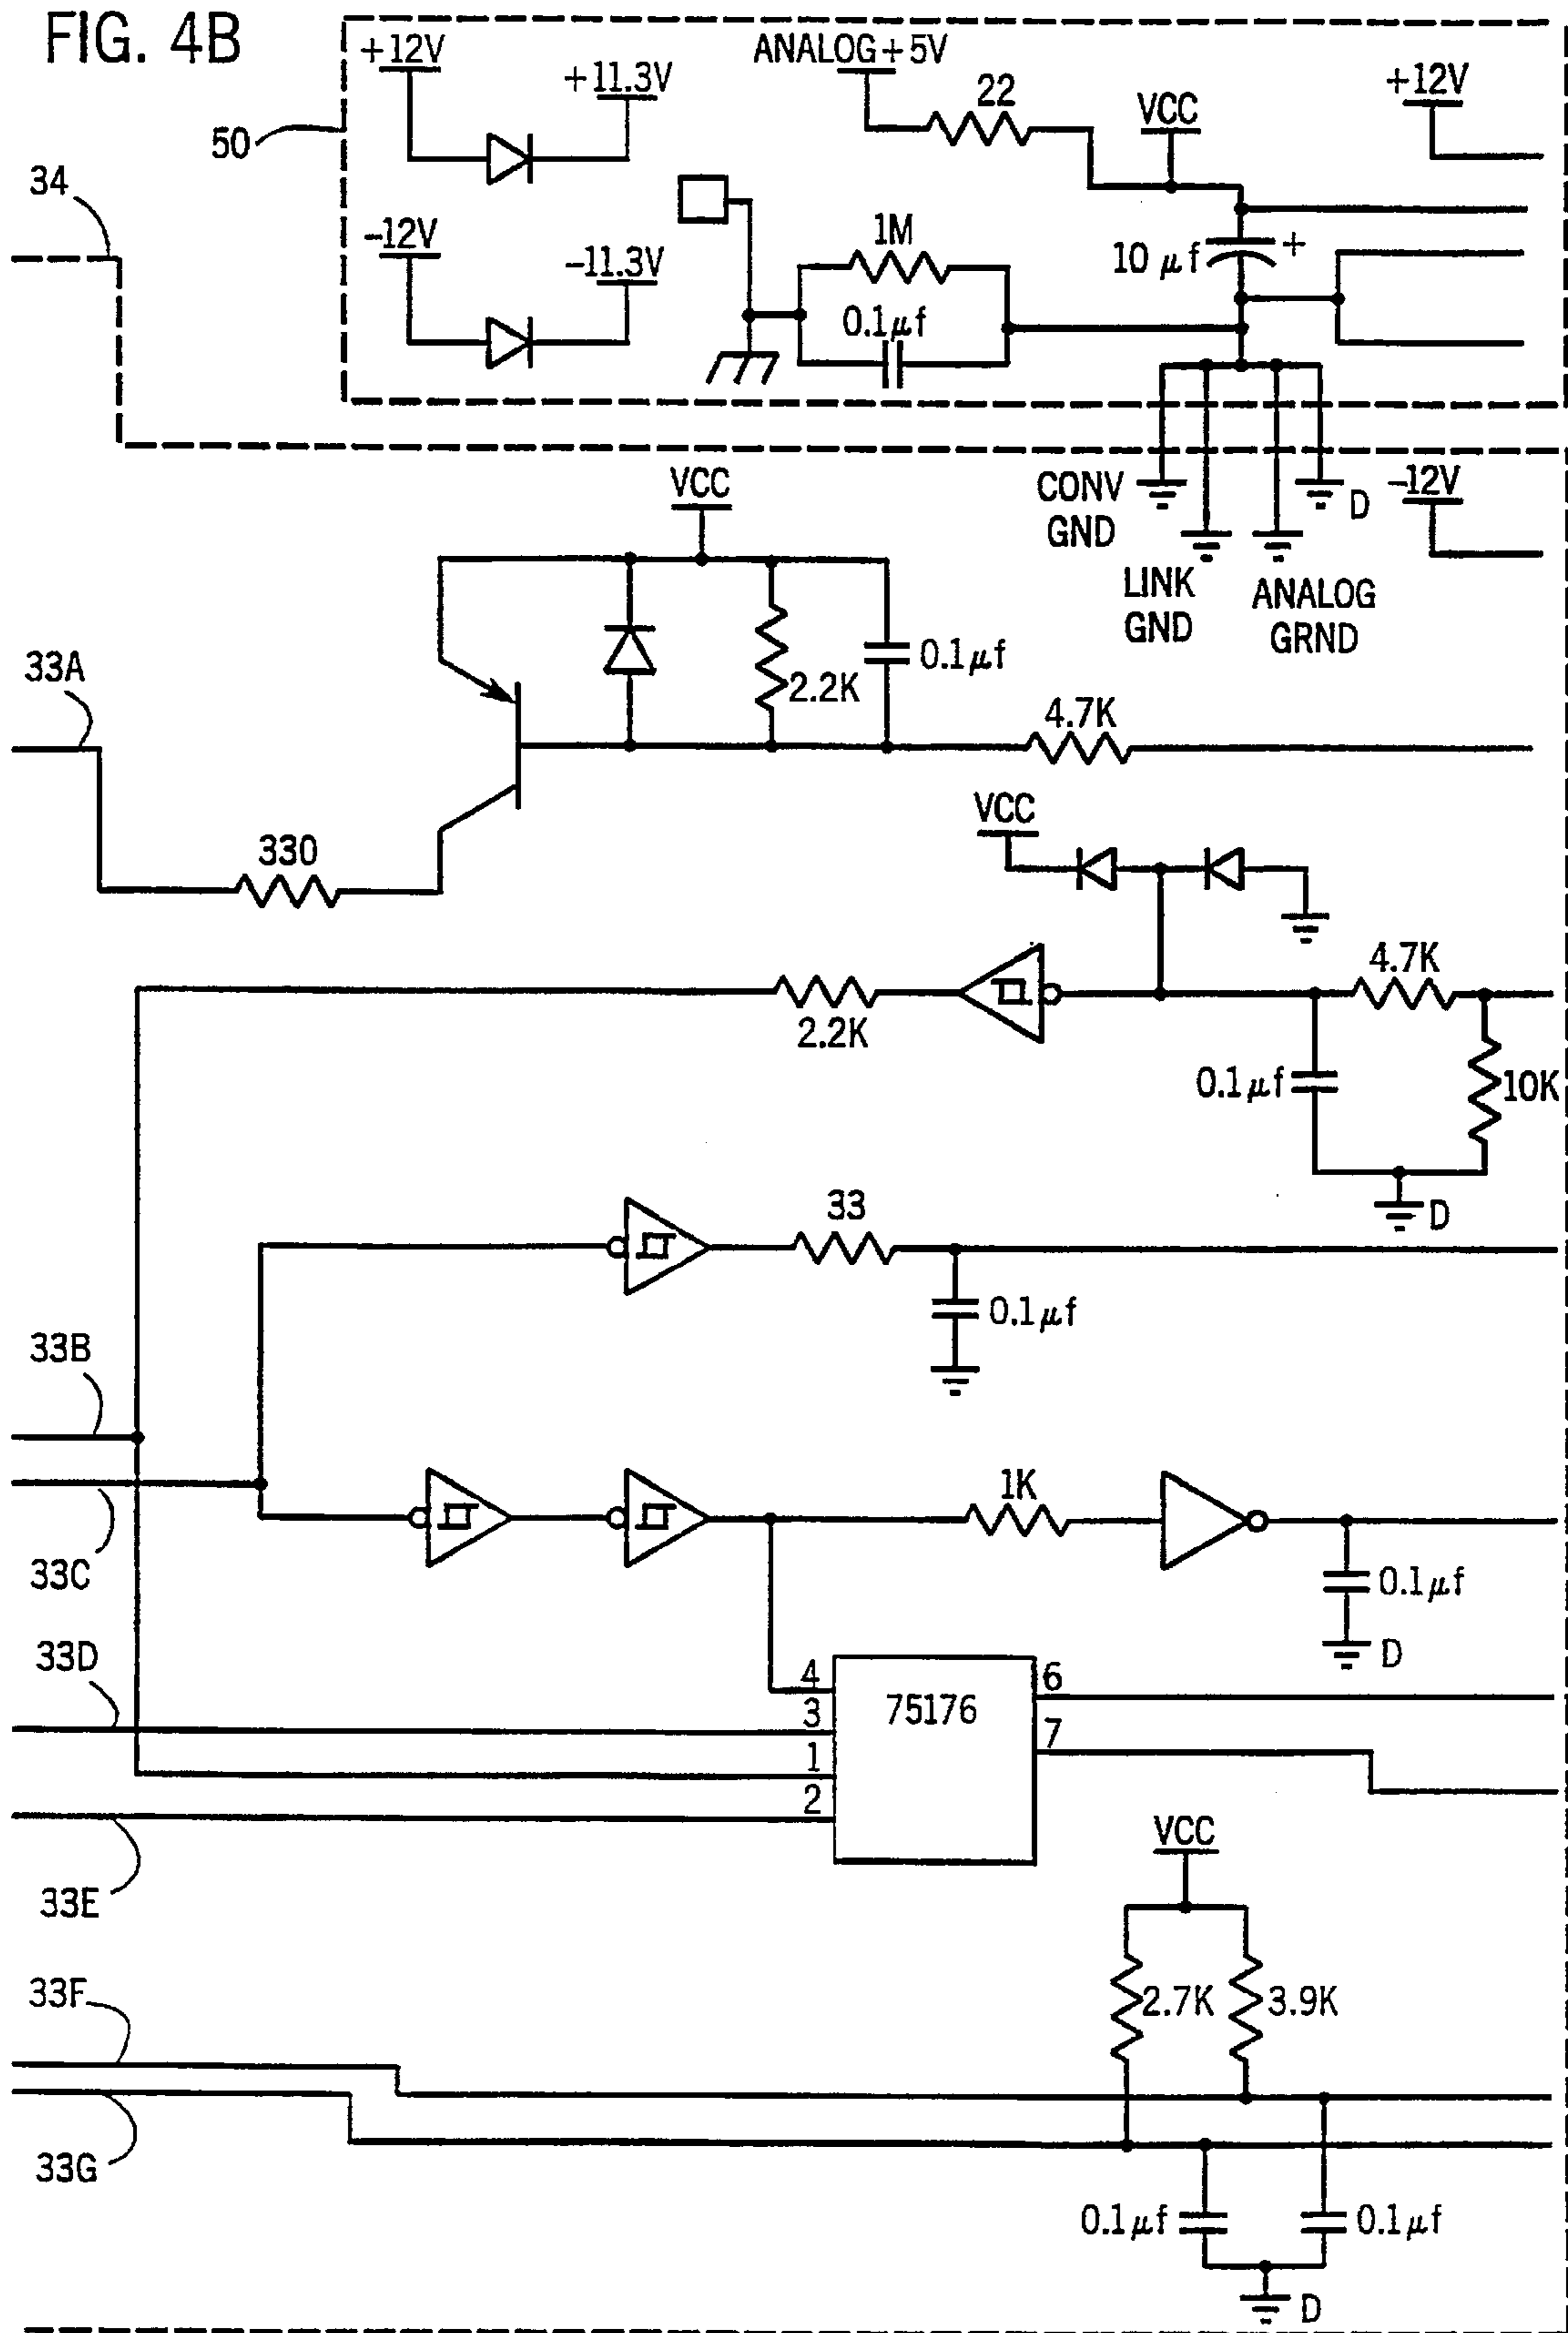 FIG. 4B
+12V
+11.3V
ANALOG+5V
22
VCC
+12V
50
34
-12V
-11.3V
1M
10 μf
+
0.1μf
VCC
CONV
GND
D
-12V
LINK
GND
ANALOG
GRND
33A
2.2K
0.1μf
4.7K
330
VCC
4.7K
2.2K
0.1μf
10K
D
33
0.1μf
33B
33C
1K
0.1μf
D
33D
4
3
1
2
75176
6
7
33E
VCC
2.7K
3.9K
33F
33G
0.1μf
0.1μf
D